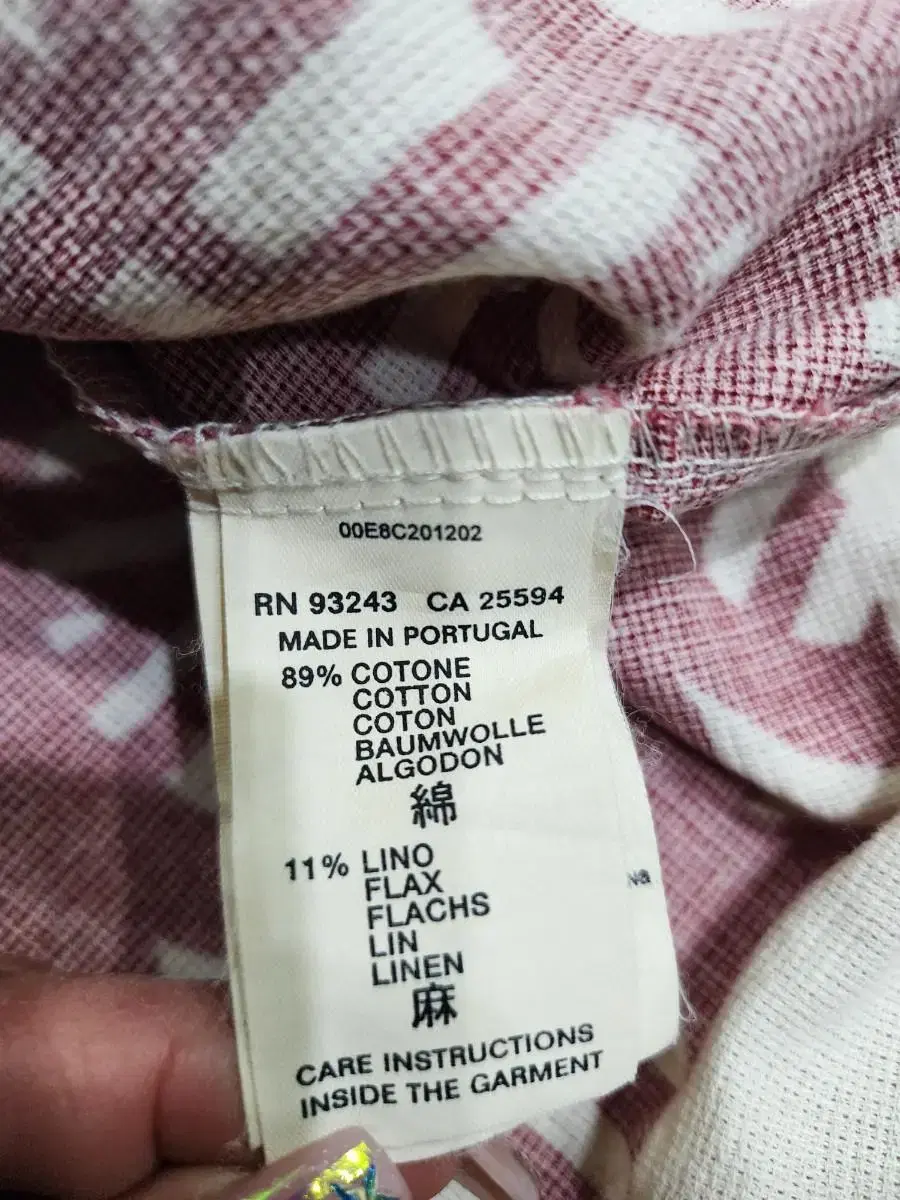 00E8C201202
RN 93243 CA 25594
MADE IN PORTUGAL
89% COTONE
COTTON
COTON
BAUMWOLLE
ALGODON
綿
11% LINO
FLAX
FLACHS
LIN
LINEN
麻
CARE INSTRUCTIONS
INSIDE THE GARMENT